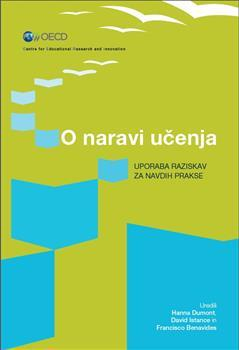 OECD
Centre for Educational Research and Innovation
O naravi učenja
UPORABA RAZISKAV
ZA NAVDIH PRAKSE
Uredili
Hanna Dumont,
David Istance in
Francisco Benavides